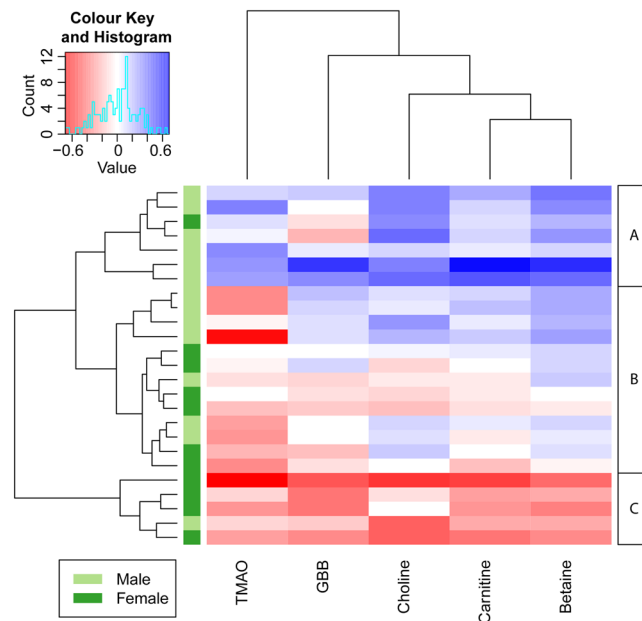 Colour Key
and Histogram
Count
0 4 8 12
−0.6 0 0.6
Value
A
B
C
TMAO
GBB
Choline
Carnitine
Betaine
Male
Female